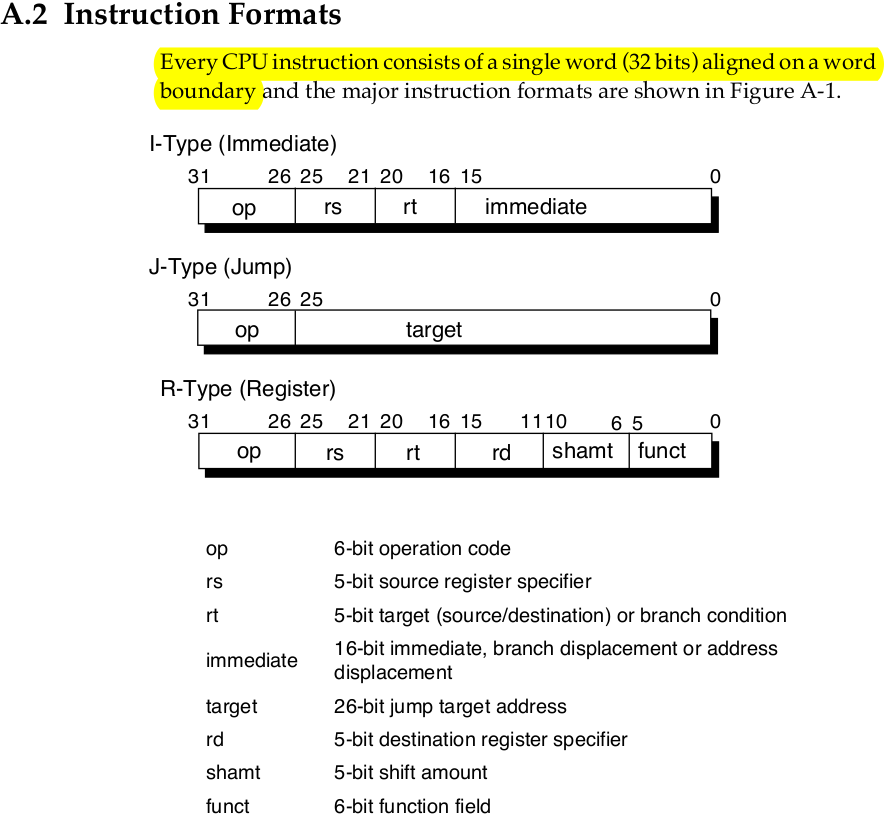 A.2 Instruction Formats
Every CPU instruction consists of a single word (32 bits) aligned on a word
boundary and the major instruction formats are shown in Figure A-1.
I-Type (Immediate)
31 26 25 21 20 16 15 0
op rs rt immediate
J-Type (Jump)
31 26 25 0
op target
R-Type (Register)
31 26 25 21 20 16 15 11 10 6 5 0
op rs rt rd shamt funct
op 6-bit operation code
rs 5-bit source register specifier
rt 5-bit target (source/destination) or branch condition
immediate 16-bit immediate, branch displacement or address
displacement
target 26-bit jump target address
rd 5-bit destination register specifier
shamt 5-bit shift amount
funct 6-bit function field